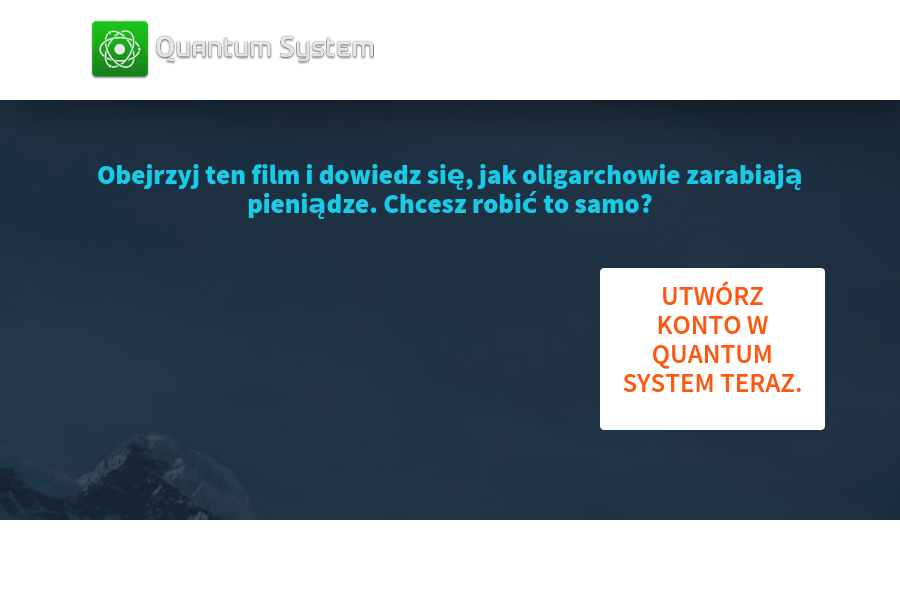 Quantum System
Obejrzyj ten film i dowiedz się, jak oligarchowie zarabiają
pieniądze. Chcesz robić to samo?
UTWÓRZ
KONTO W
QUANTUM
SYSTEM TERAZ.